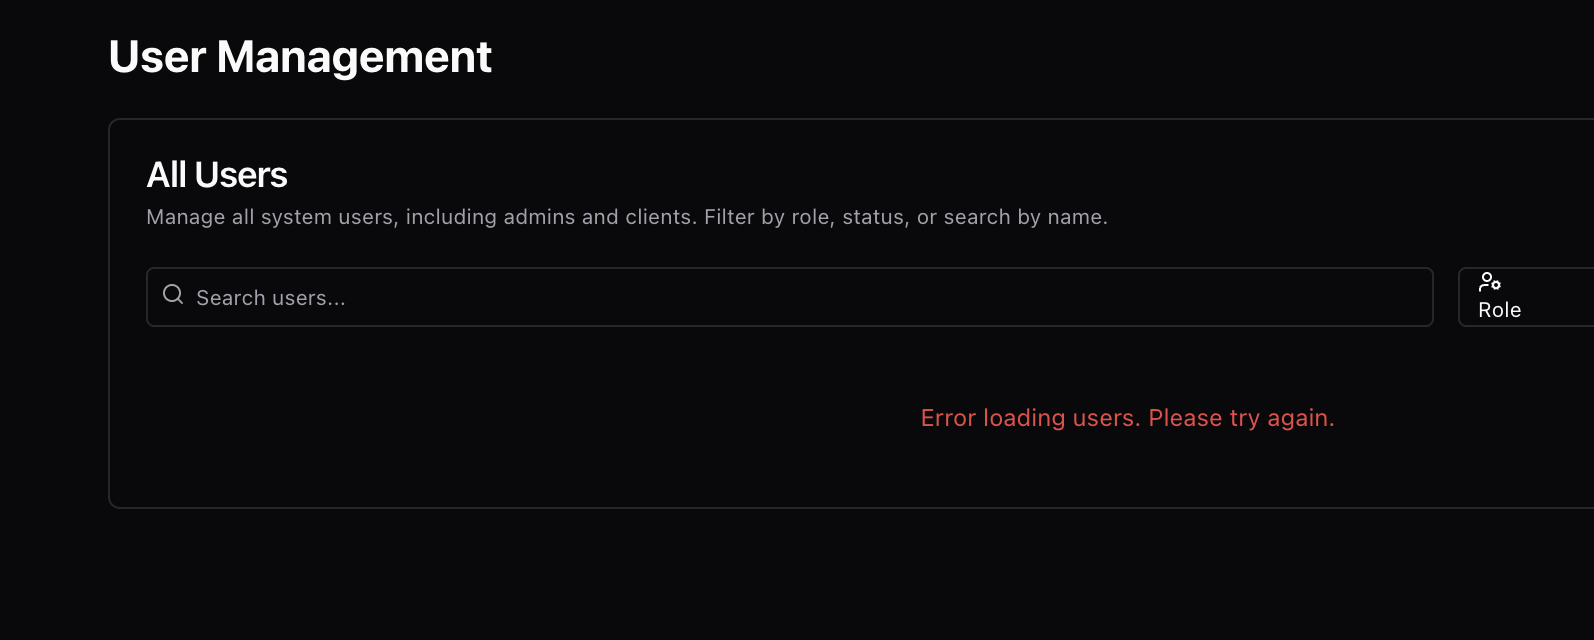 User Management
All Users
Manage all system users, including admins and clients. Filter by role, status, or search by name.
Search users...
Role
Error loading users. Please try again.